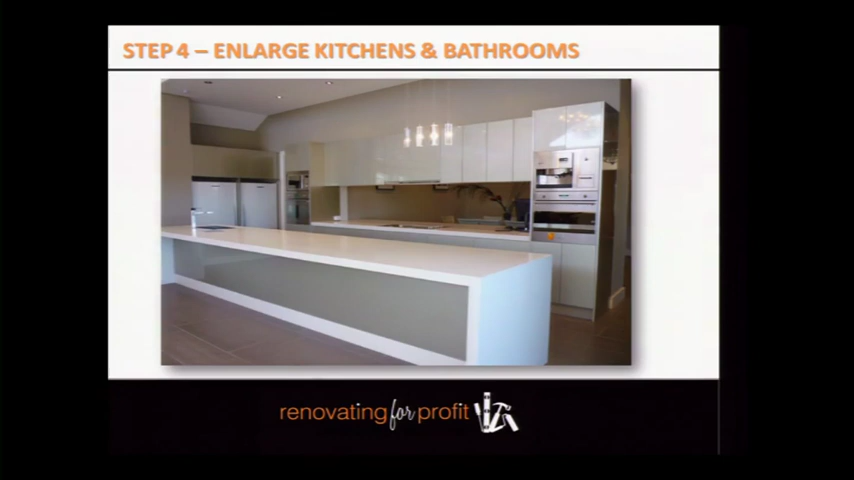 STEP 4 – ENLARGE KITCHENS & BATHROOMS
renovating for profit